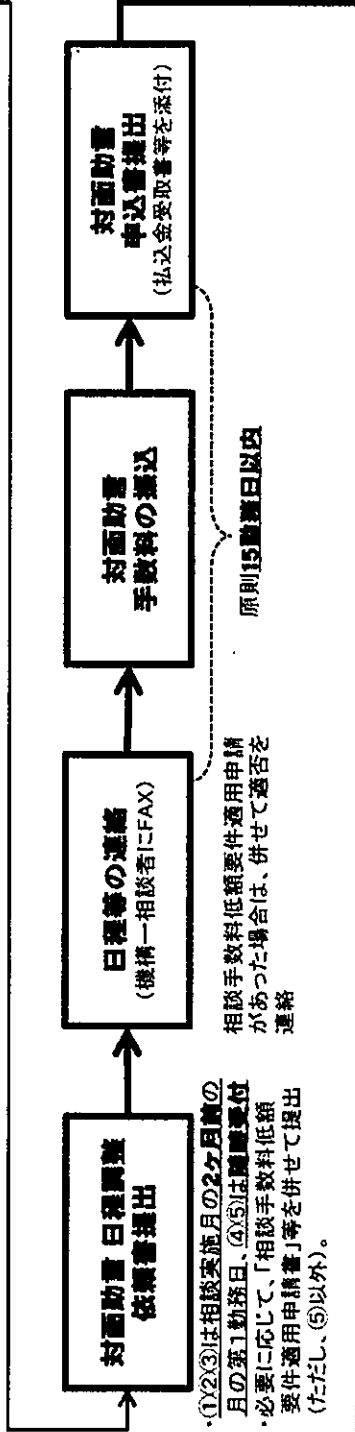 対面助言 日程調整
依頼書提出
・①②③は相談実施月の2ケ月前の
月の第1勤務日、④⑤は随時受付
・必要に応じて、「相談手数料低額
要件適用申請書」等を併せて提出
(ただし、⑤以外)。
日程等の連絡
(機構ー相談者にFAX)
相談手数料低額要件適用申請
があった場合は、併せて適否を
連絡
対面助言
手数料の振込
原則15勤務日以内
対面助言
申込書提出
(払込金受取書等を添付)